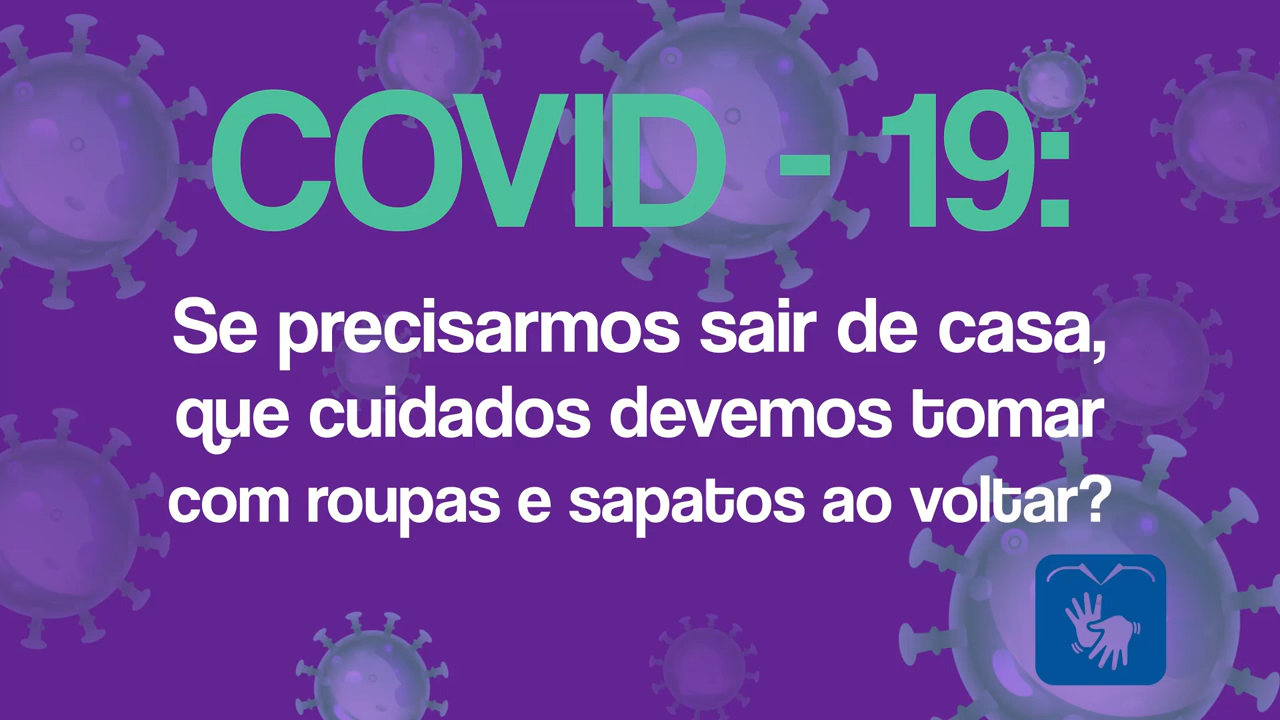 COVID - 19:
Se precisarmos sair de casa,
que cuidados devemos tomar
com roupas e sapatos ao voltar?